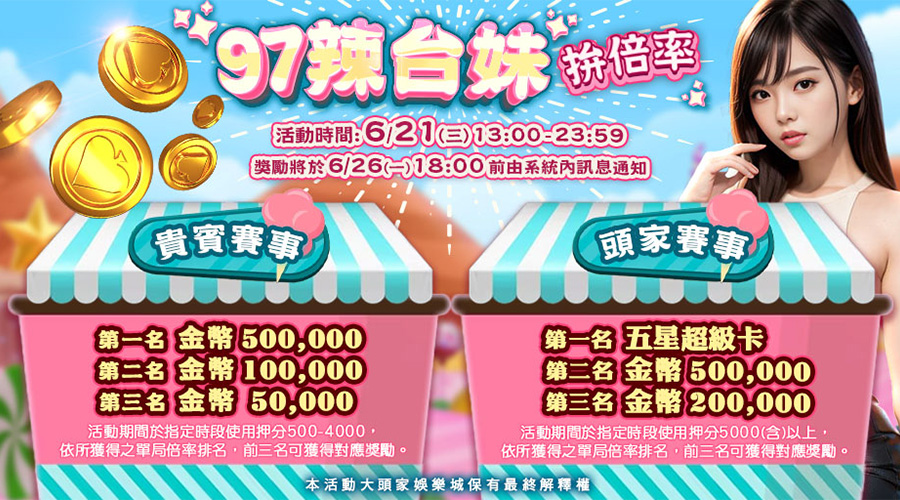 97辣台妹 拚倍率
活動時間:6/21(三)13:00-23:59
獎勵將於6/26(一)18:00前由系統內訊息通知
貴賓賽事
第一名 金幣 500,000
第二名 金幣 100,000
第三名 金幣 50,000
活動期間於指定時段使用押分500-4000，
依所獲得之單局倍率排名，前三名可獲得對應獎勵。
頭家賽事
第一名 五星超級卡
第二名 金幣 500,000
第三名 金幣 200,000
活動期間於指定時段使用押分5000(含)以上，
依所獲得之單局倍率排名，前三名可獲得對應獎勵。
本活動大頭家娛樂城保有最終解釋權